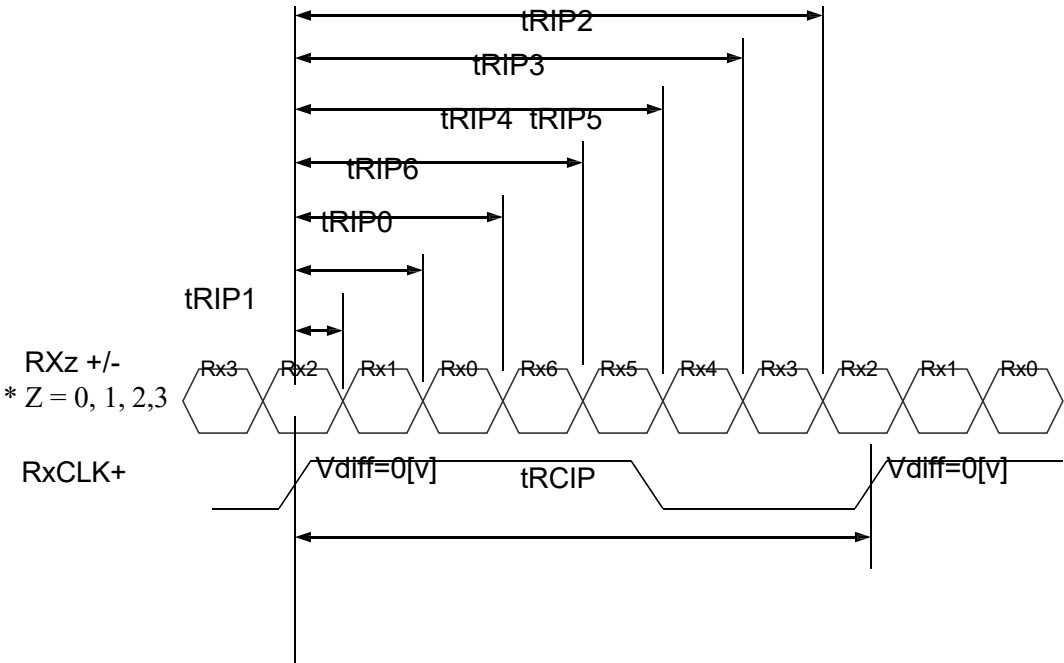 tRIP2
tRIP3
tRIP4 tRIP5
tRIP6
tRIP0
tRIP1
RXz +/-
* Z = 0, 1, 2,3
Rx3 Rx2 Rx1 Rx0 Rx6 Rx5 Rx4 Rx3 Rx2 Rx1 Rx0
RxCLK+
Vdiff=0[v]
tRCIP
Vdiff=0[v]